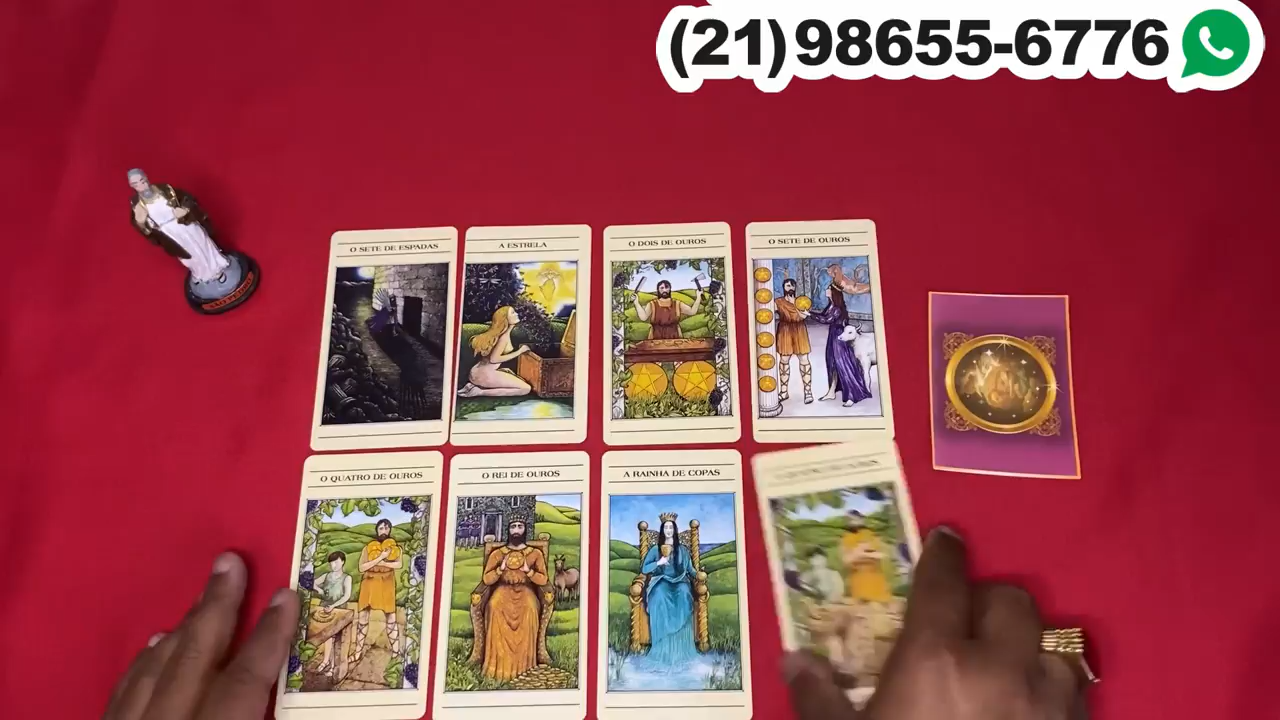 (21)98655-6776
O SETE DE ESPADAS
A ESTRELA
O DOIS DE OUROS
O SETE DE OUROS
O QUATRO DE OUROS
O REI DE OUROS
A RAINHA DE COPAS